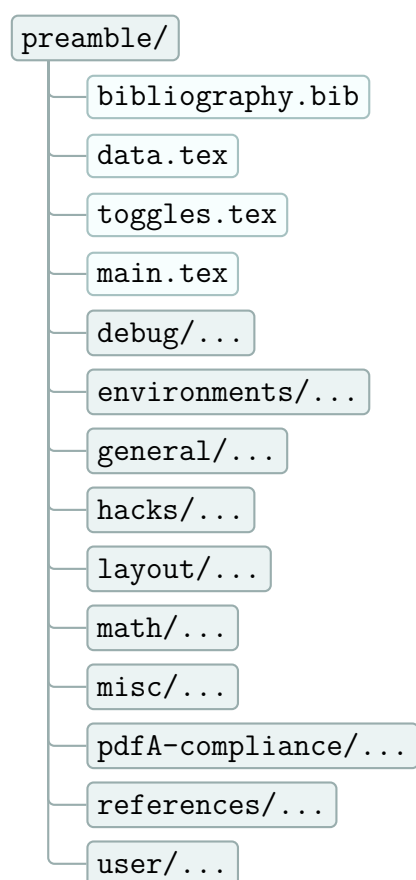 preamble/
bibliography.bib
data.tex
toggles.tex
main.tex
debug/...
environments/...
general/...
hacks/...
layout/...
math/...
misc/...
pdfA-compliance/...
references/...
user/...